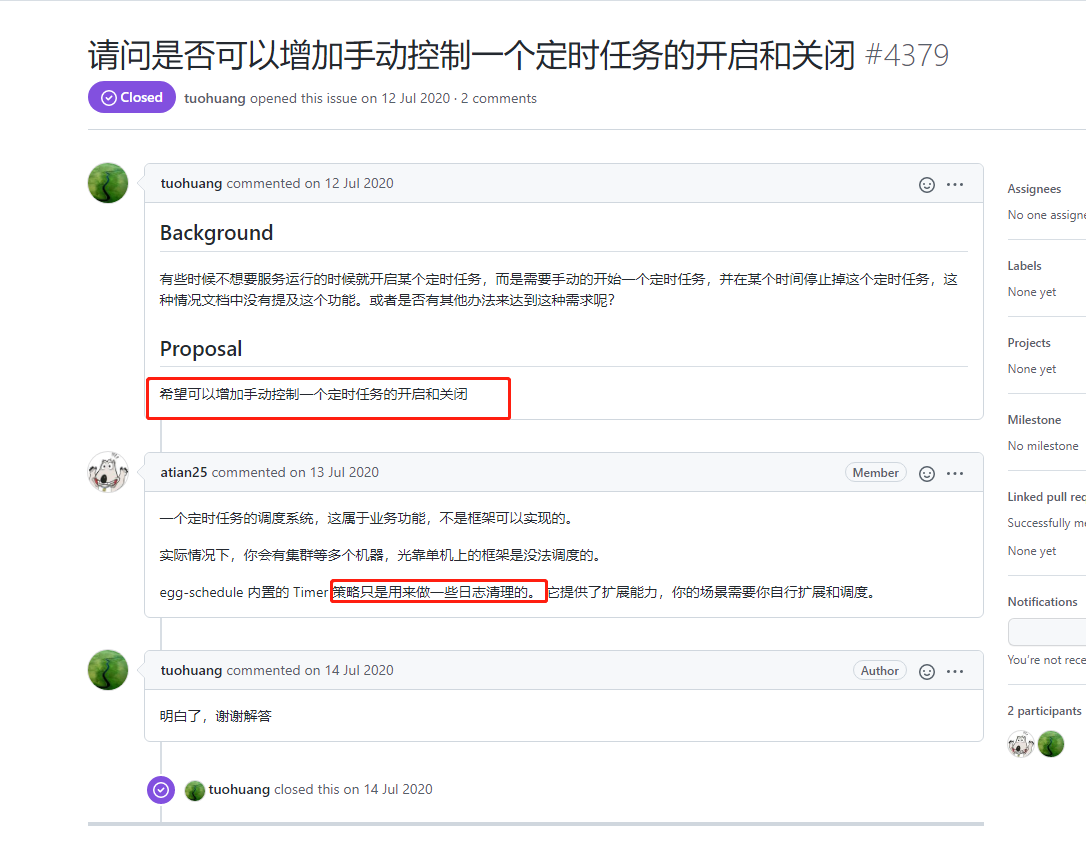 请问是否可以增加手动控制一个定时任务的开启和关闭 #4379
Closed tuohuang opened this issue on 12 Jul 2020 · 2 comments
tuohuang commented on 12 Jul 2020
Background
有些时候不想要服务运行的时候就开启某个定时任务，而是需要手动的开始一个定时任务，并在某个时间停止掉这个定时任务，这
种情况文档中没有提及这个功能。或者是否有其他办法来达到这种需求呢？
Proposal
希望可以增加手动控制一个定时任务的开启和关闭
atian25 commented on 13 Jul 2020 Member
一个定时任务的调度系统，这属于业务功能，不是框架可以实现的。
实际情况下，你会有集群等多个机器，光靠单机上的框架是没法调度的。
egg-schedule 内置的 Timer 策略只是用来做一些日志清理的。它提供了扩展能力，你的场景需要你自行扩展和调度。
tuohuang commented on 14 Jul 2020 Author
明白了，谢谢解答
tuohuang closed this on 14 Jul 2020
Assignees
No one assigne
Labels
None yet
Projects
None yet
Milestone
No milestone
Linked pull req
Successfully me
None yet
Notifications
You're not rece
2 participants